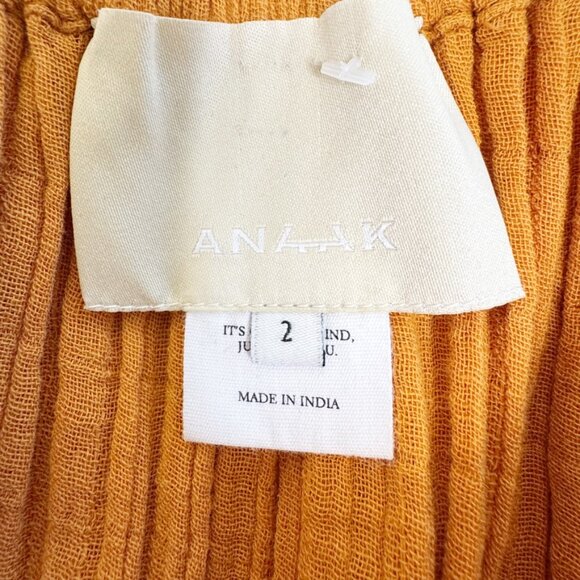 ANAAK
2
IT'S IND,
JU U.
MADE IN INDIA